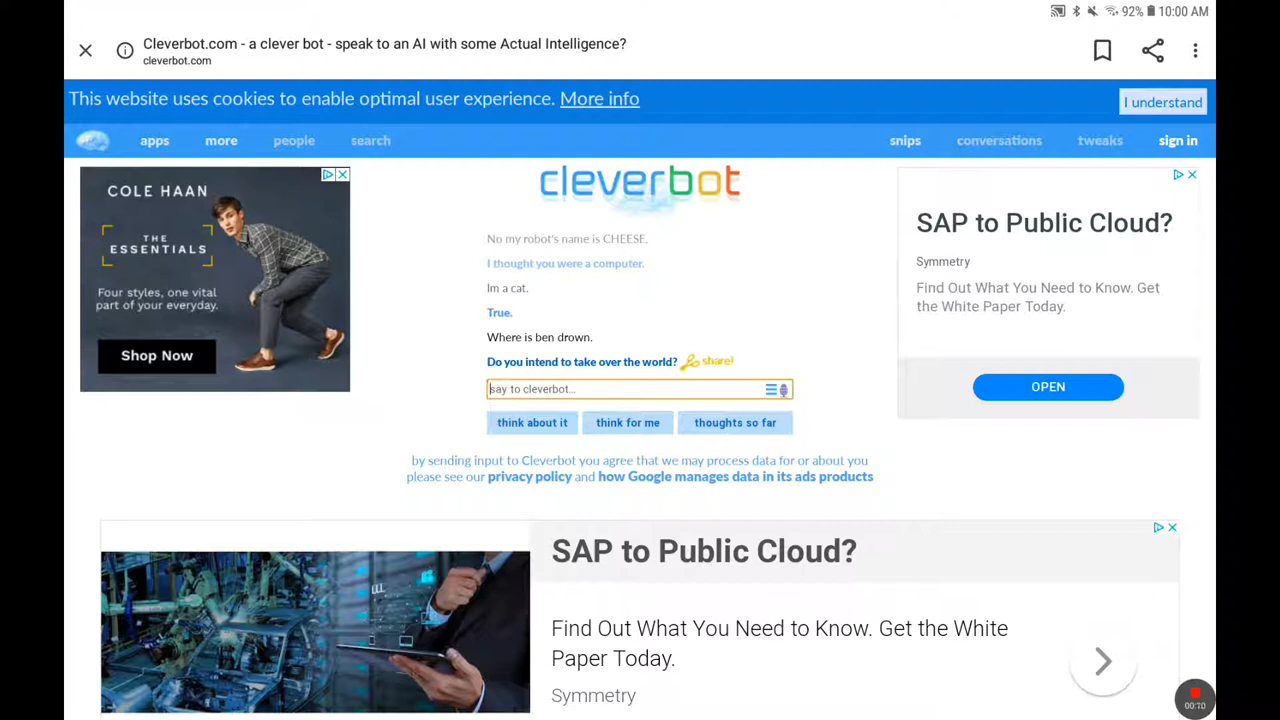 92% 10:00 AM
Cleverbot.com - a clever bot - speak to an AI with some Actual Intelligence?
cleverbot.com
This website uses cookies to enable optimal user experience. More info
I understand
apps more people search snips conversations tweaks sign in
COLE HAAN
THE
ESSENTIALS
Four styles, one vital
part of your everyday.
Shop Now
cleverbot
No my robot's name is CHEESE.
I thought you were a computer.
Im a cat.
True.
Where is ben drown.
Do you intend to take over the world? share!
say to cleverbot...
think about it think for me thoughts so far
by sending input to Cleverbot you agree that we may process data for or about you
please see our privacy policy and how Google manages data in its ads products
SAP to Public Cloud?
Symmetry
Find Out What You Need to Know. Get
the White Paper Today.
OPEN
SAP to Public Cloud?
Find Out What You Need to Know. Get the White
Paper Today.
Symmetry
00:10